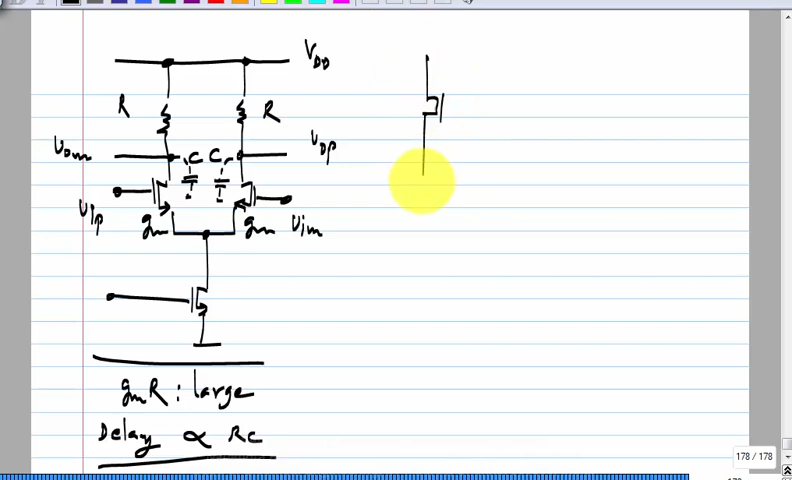 VDD
R R
Vom C C Vop
Vip gm gm Vim
gmR : large
Delay ∝ RC
178 / 178